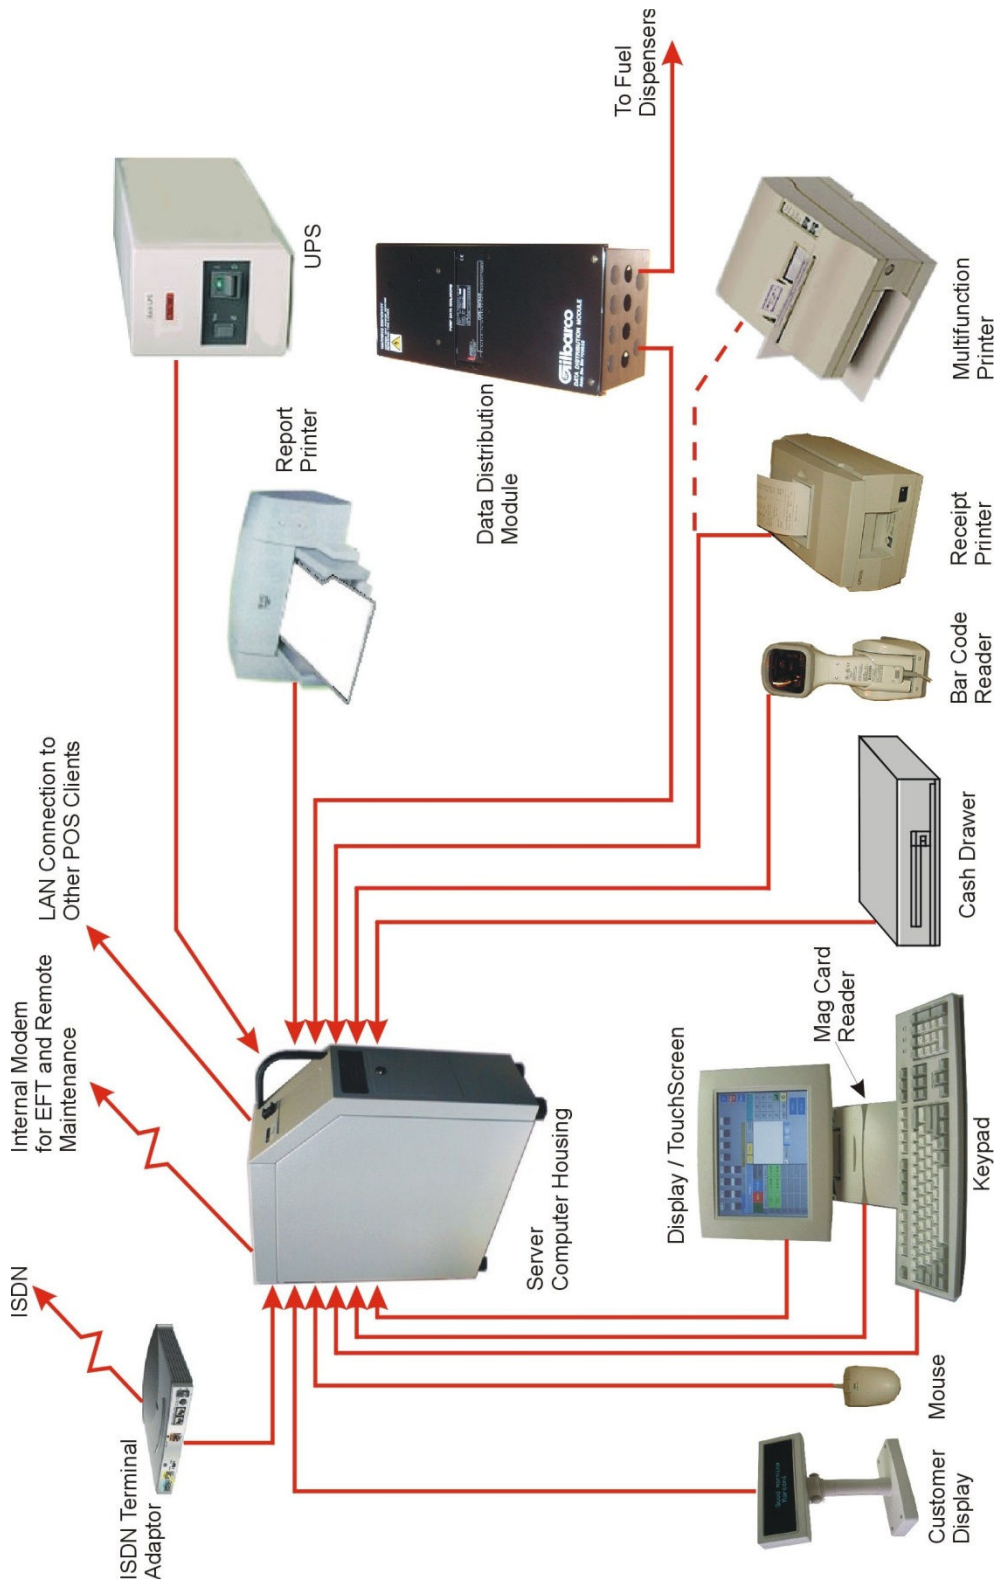 ISDN
Internal Modem
for EFT and Remote
Maintenance
LAN Connection to
Other POS Clients
ISDN Terminal
Adaptor
Server
Computer Housing
Report
Printer
UPS
Data Distribution
Module
Gilbarco
DATA DISTRIBUTION MODULE
To Fuel
Dispensers
Customer
Display
Mouse
Display / TouchScreen
Mag Card
Reader
Keypad
Cash Drawer
Bar Code
Reader
Receipt
Printer
Multifunction
Printer